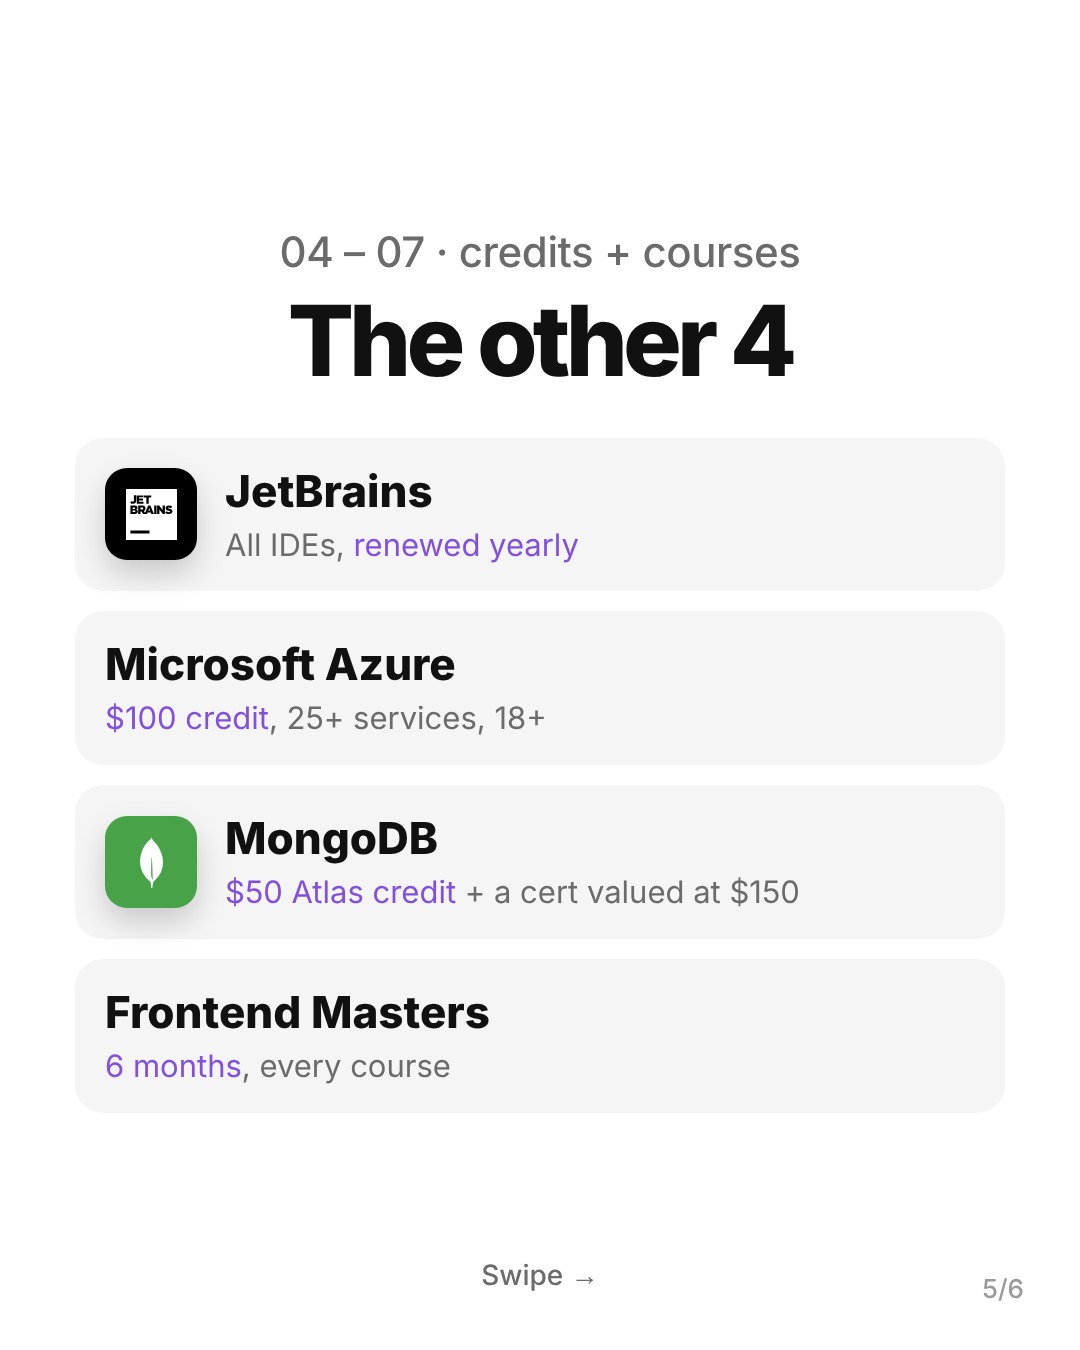 04 – 07 · credits + courses
The other 4
JET
BRAINS
JetBrains
All IDEs, renewed yearly
Microsoft Azure
$100 credit, 25+ services, 18+
MongoDB
$50 Atlas credit + a cert valued at $150
Frontend Masters
6 months, every course
Swipe →
5/6